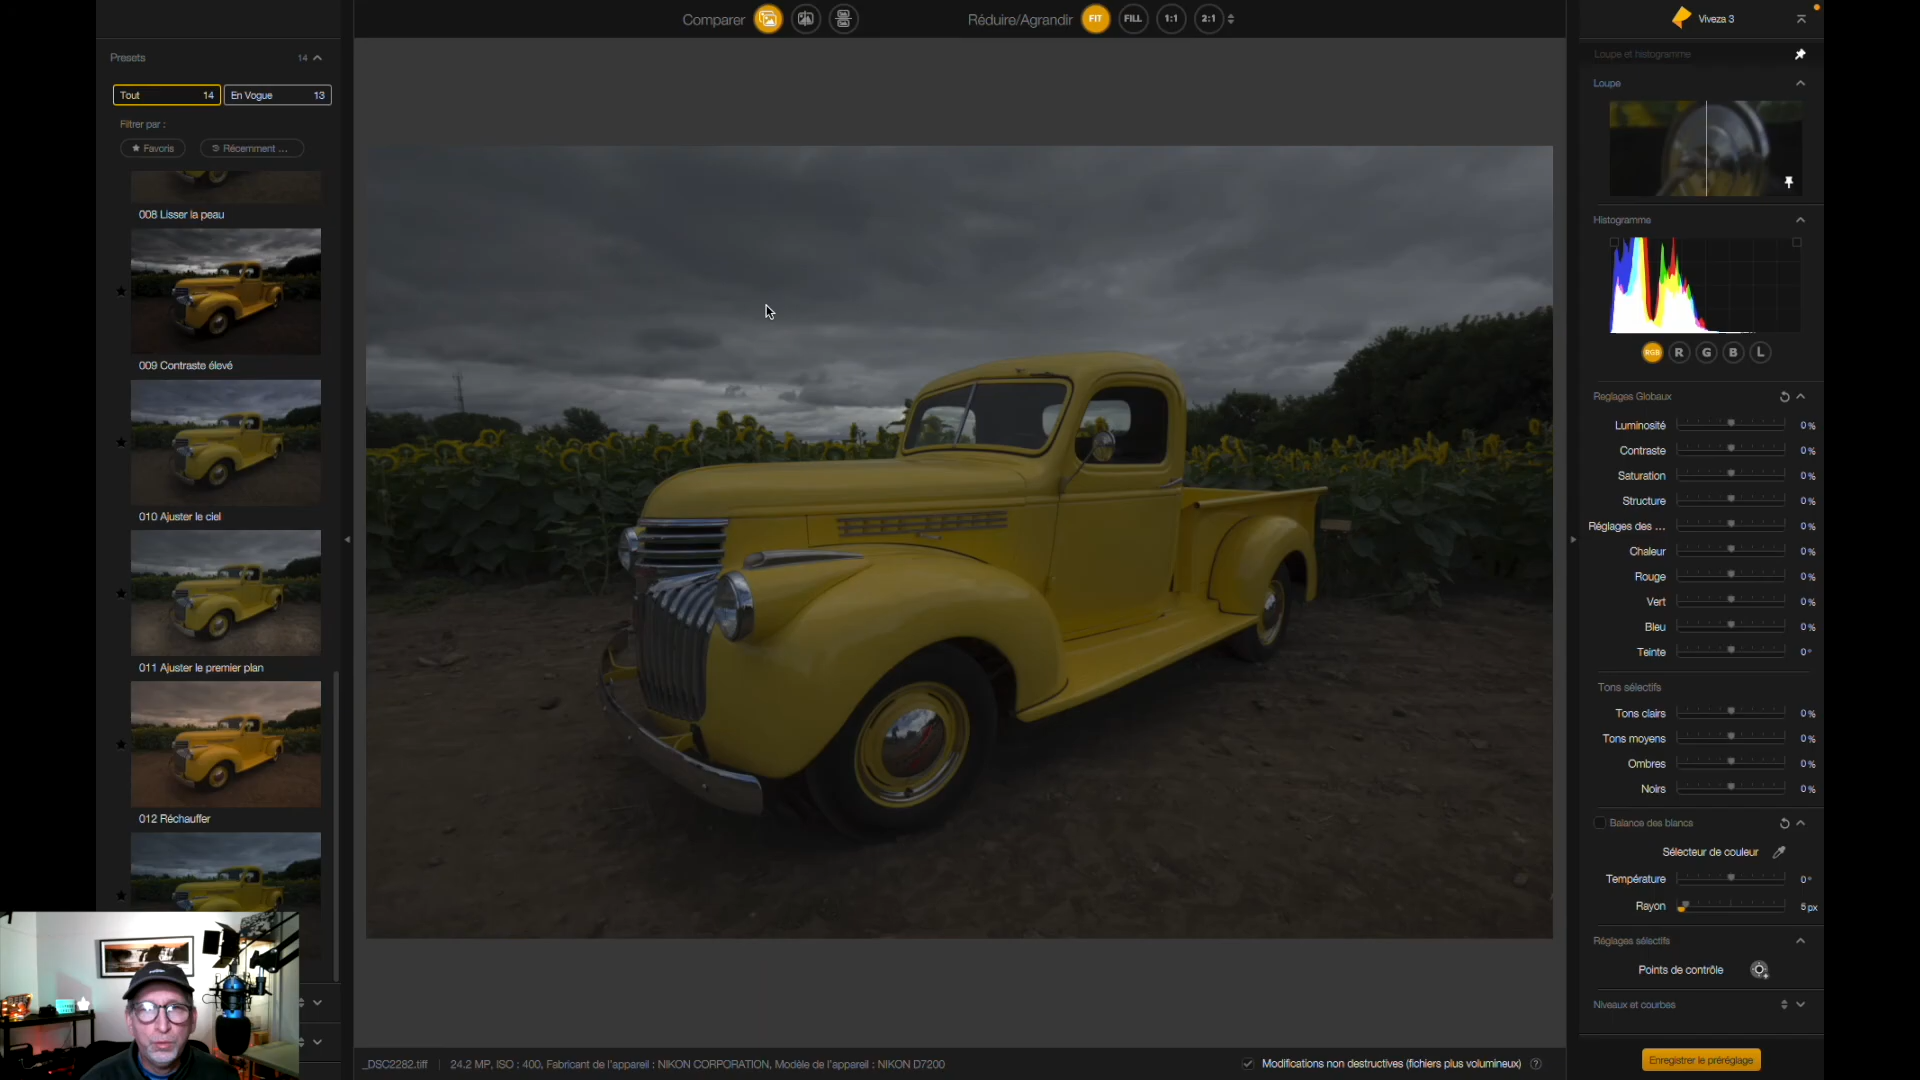 Comparer
Réduire/Agrandir
FIT
FILL
1:1
2:1
Viveza 3
Presets
14
Tout 14
En Vogue 13
Filtrer par :
Favoris
Récemment ...
008 Lisser la peau
009 Contraste élevé
010 Ajuster le ciel
011 Ajuster le premier plan
012 Réchauffer
Loupe et histogramme
Loupe
Histogramme
RGB
R
G
B
L
Reglages Globaux
Luminosité 0 %
Contraste 0 %
Saturation 0 %
Structure 0 %
Réglages des ... 0 %
Chaleur 0 %
Rouge 0 %
Vert 0 %
Bleu 0 %
Teinte 0 °
Tons sélectifs
Tons clairs 0 %
Tons moyens 0 %
Ombres 0 %
Noirs 0 %
Balance des blancs
Sélecteur de couleur
Température 0 °
Rayon 5 px
Réglages sélectifs
Points de contrôle
Niveaux et courbes
Enregistrer le préréglage
_DSC2282.tiff
24.2 MP, ISO : 400, Fabricant de l'appareil : NIKON CORPORATION, Modèle de l'appareil : NIKON D7200
Modifications non destructives (fichiers plus volumineux)
?